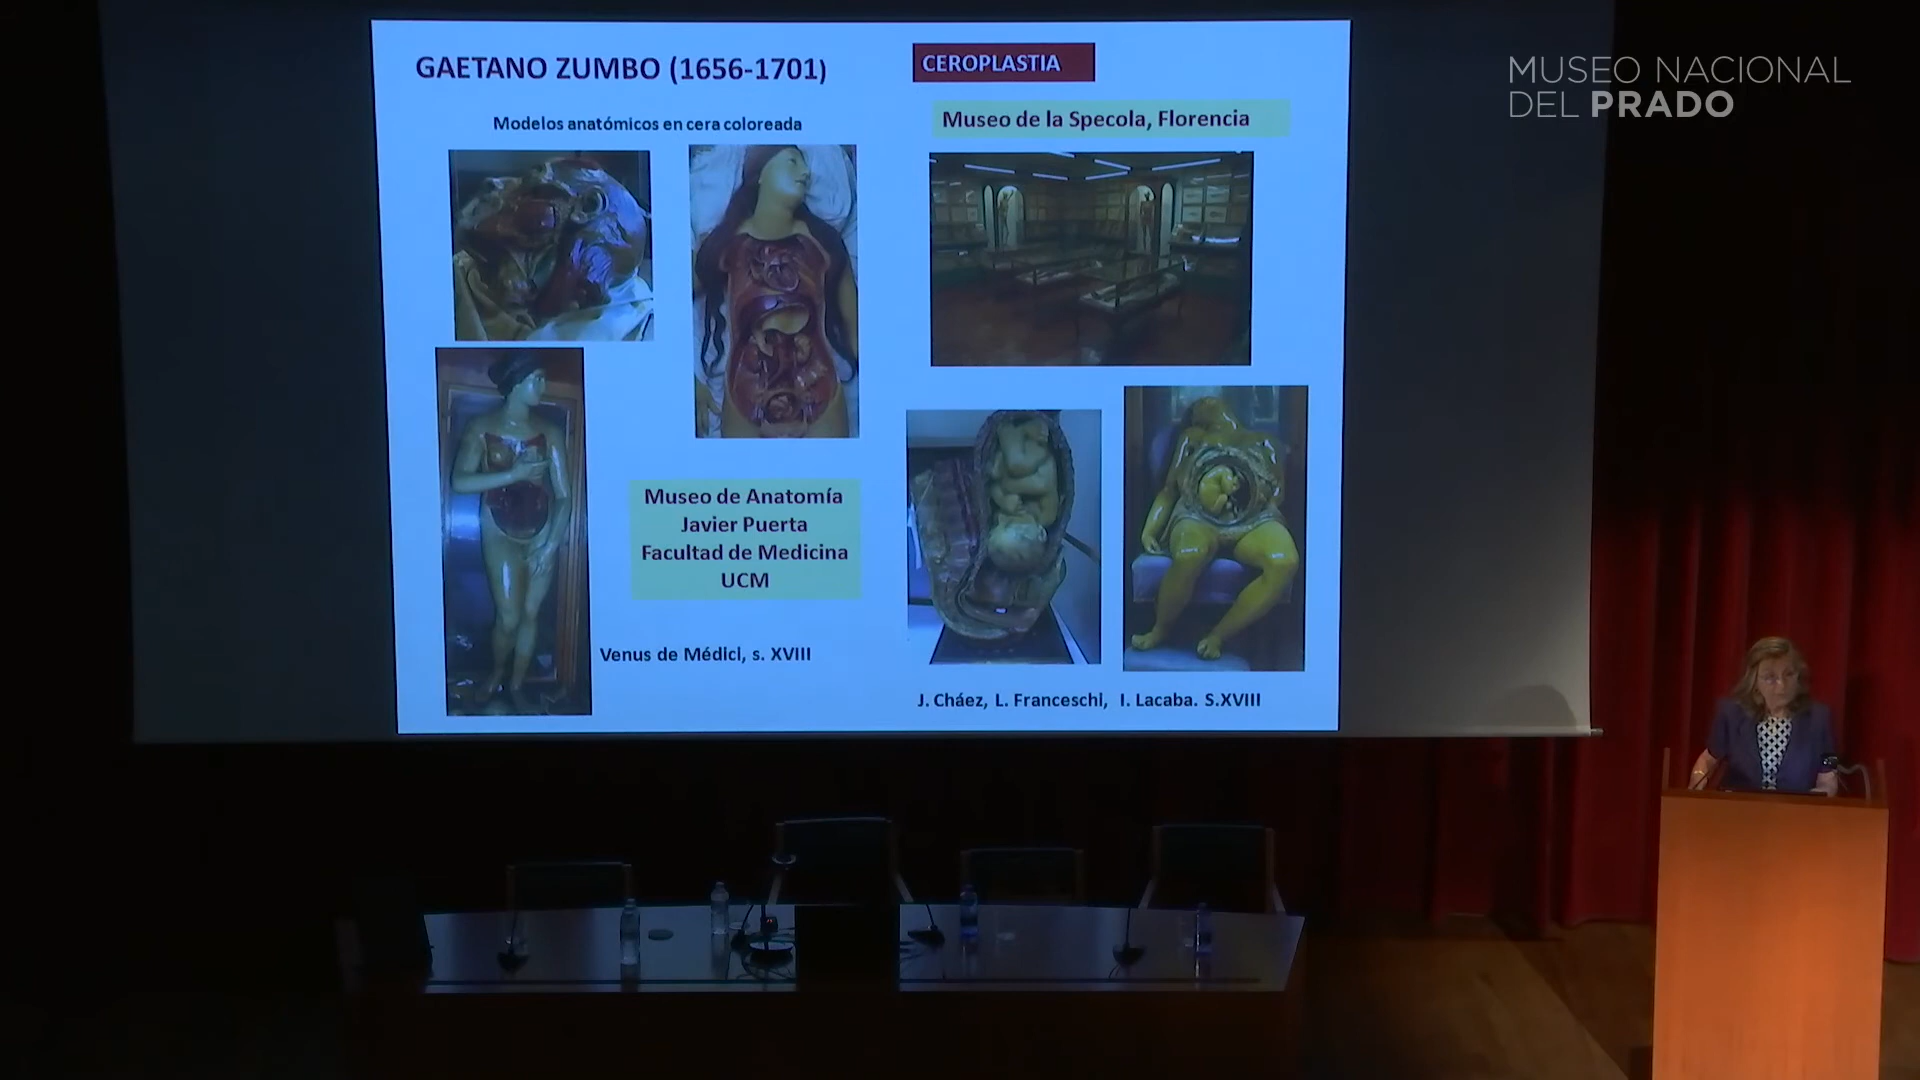 GAETANO ZUMBO (1656-1701)
CEROPLASTIA
Modelos anatómicos en cera coloreada
Museo de la Specola, Florencia
Museo de Anatomía
Javier Puerta
Facultad de Medicina
UCM
Venus de Médici, s. XVIII
J. Cháez, L. Franceschi, I. Lacaba. S.XVIII
MUSEO NACIONAL
DEL PRADO